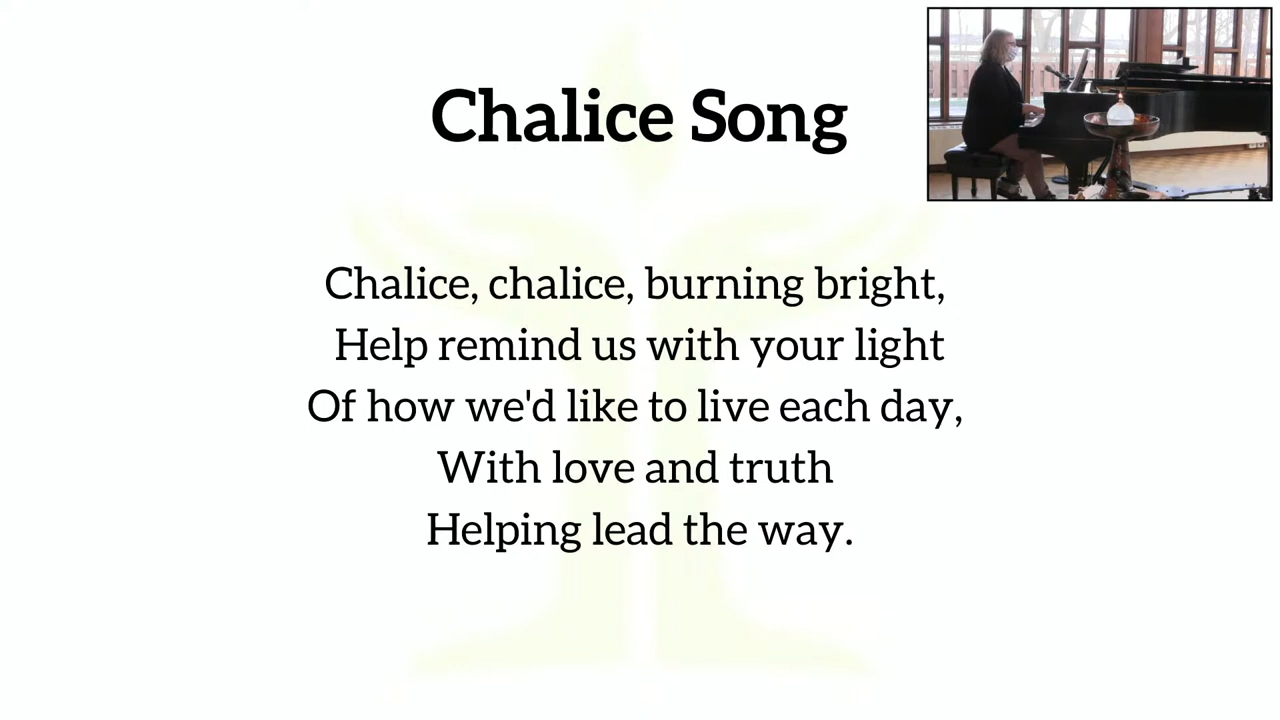 Chalice Song
Chalice, chalice, burning bright,
Help remind us with your light
Of how we'd like to live each day,
With love and truth
Helping lead the way.